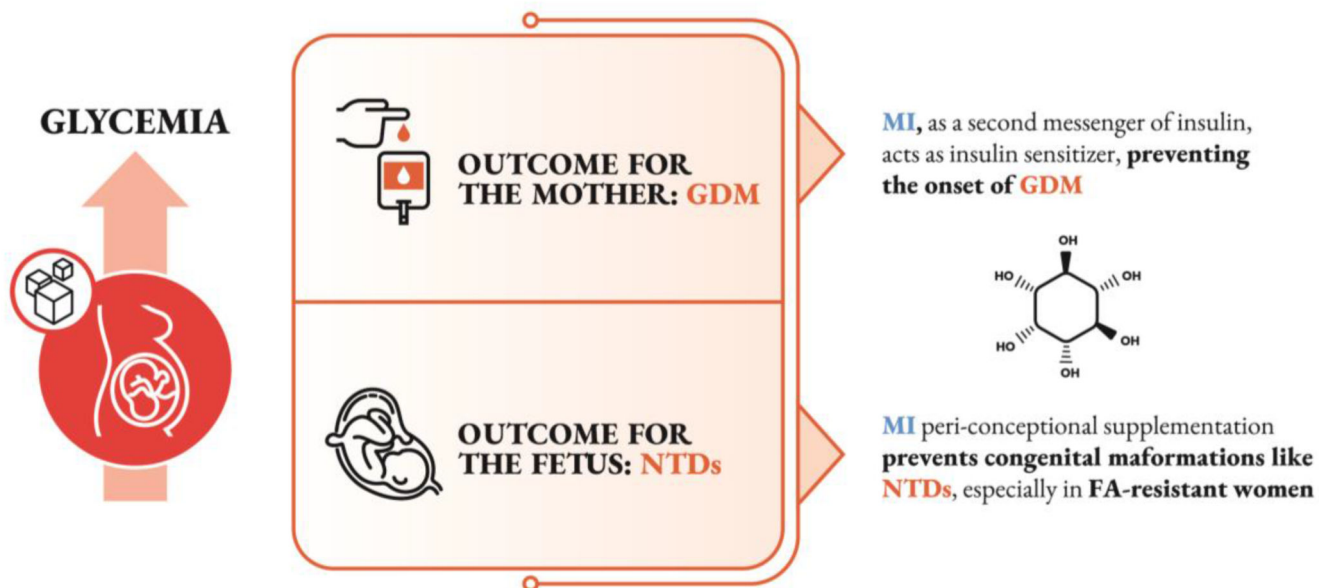 GLYCEMIA
OUTCOME FOR
THE MOTHER: GDM
MI, as a second messenger of insulin,
acts as insulin sensitizer, preventing
the onset of GDM
OH
HO
OH
HO
OH
OH
OUTCOME FOR
THE FETUS: NTDs
MI peri-conceptional supplementation
prevents congenital maformations like
NTDs, especially in FA-resistant women